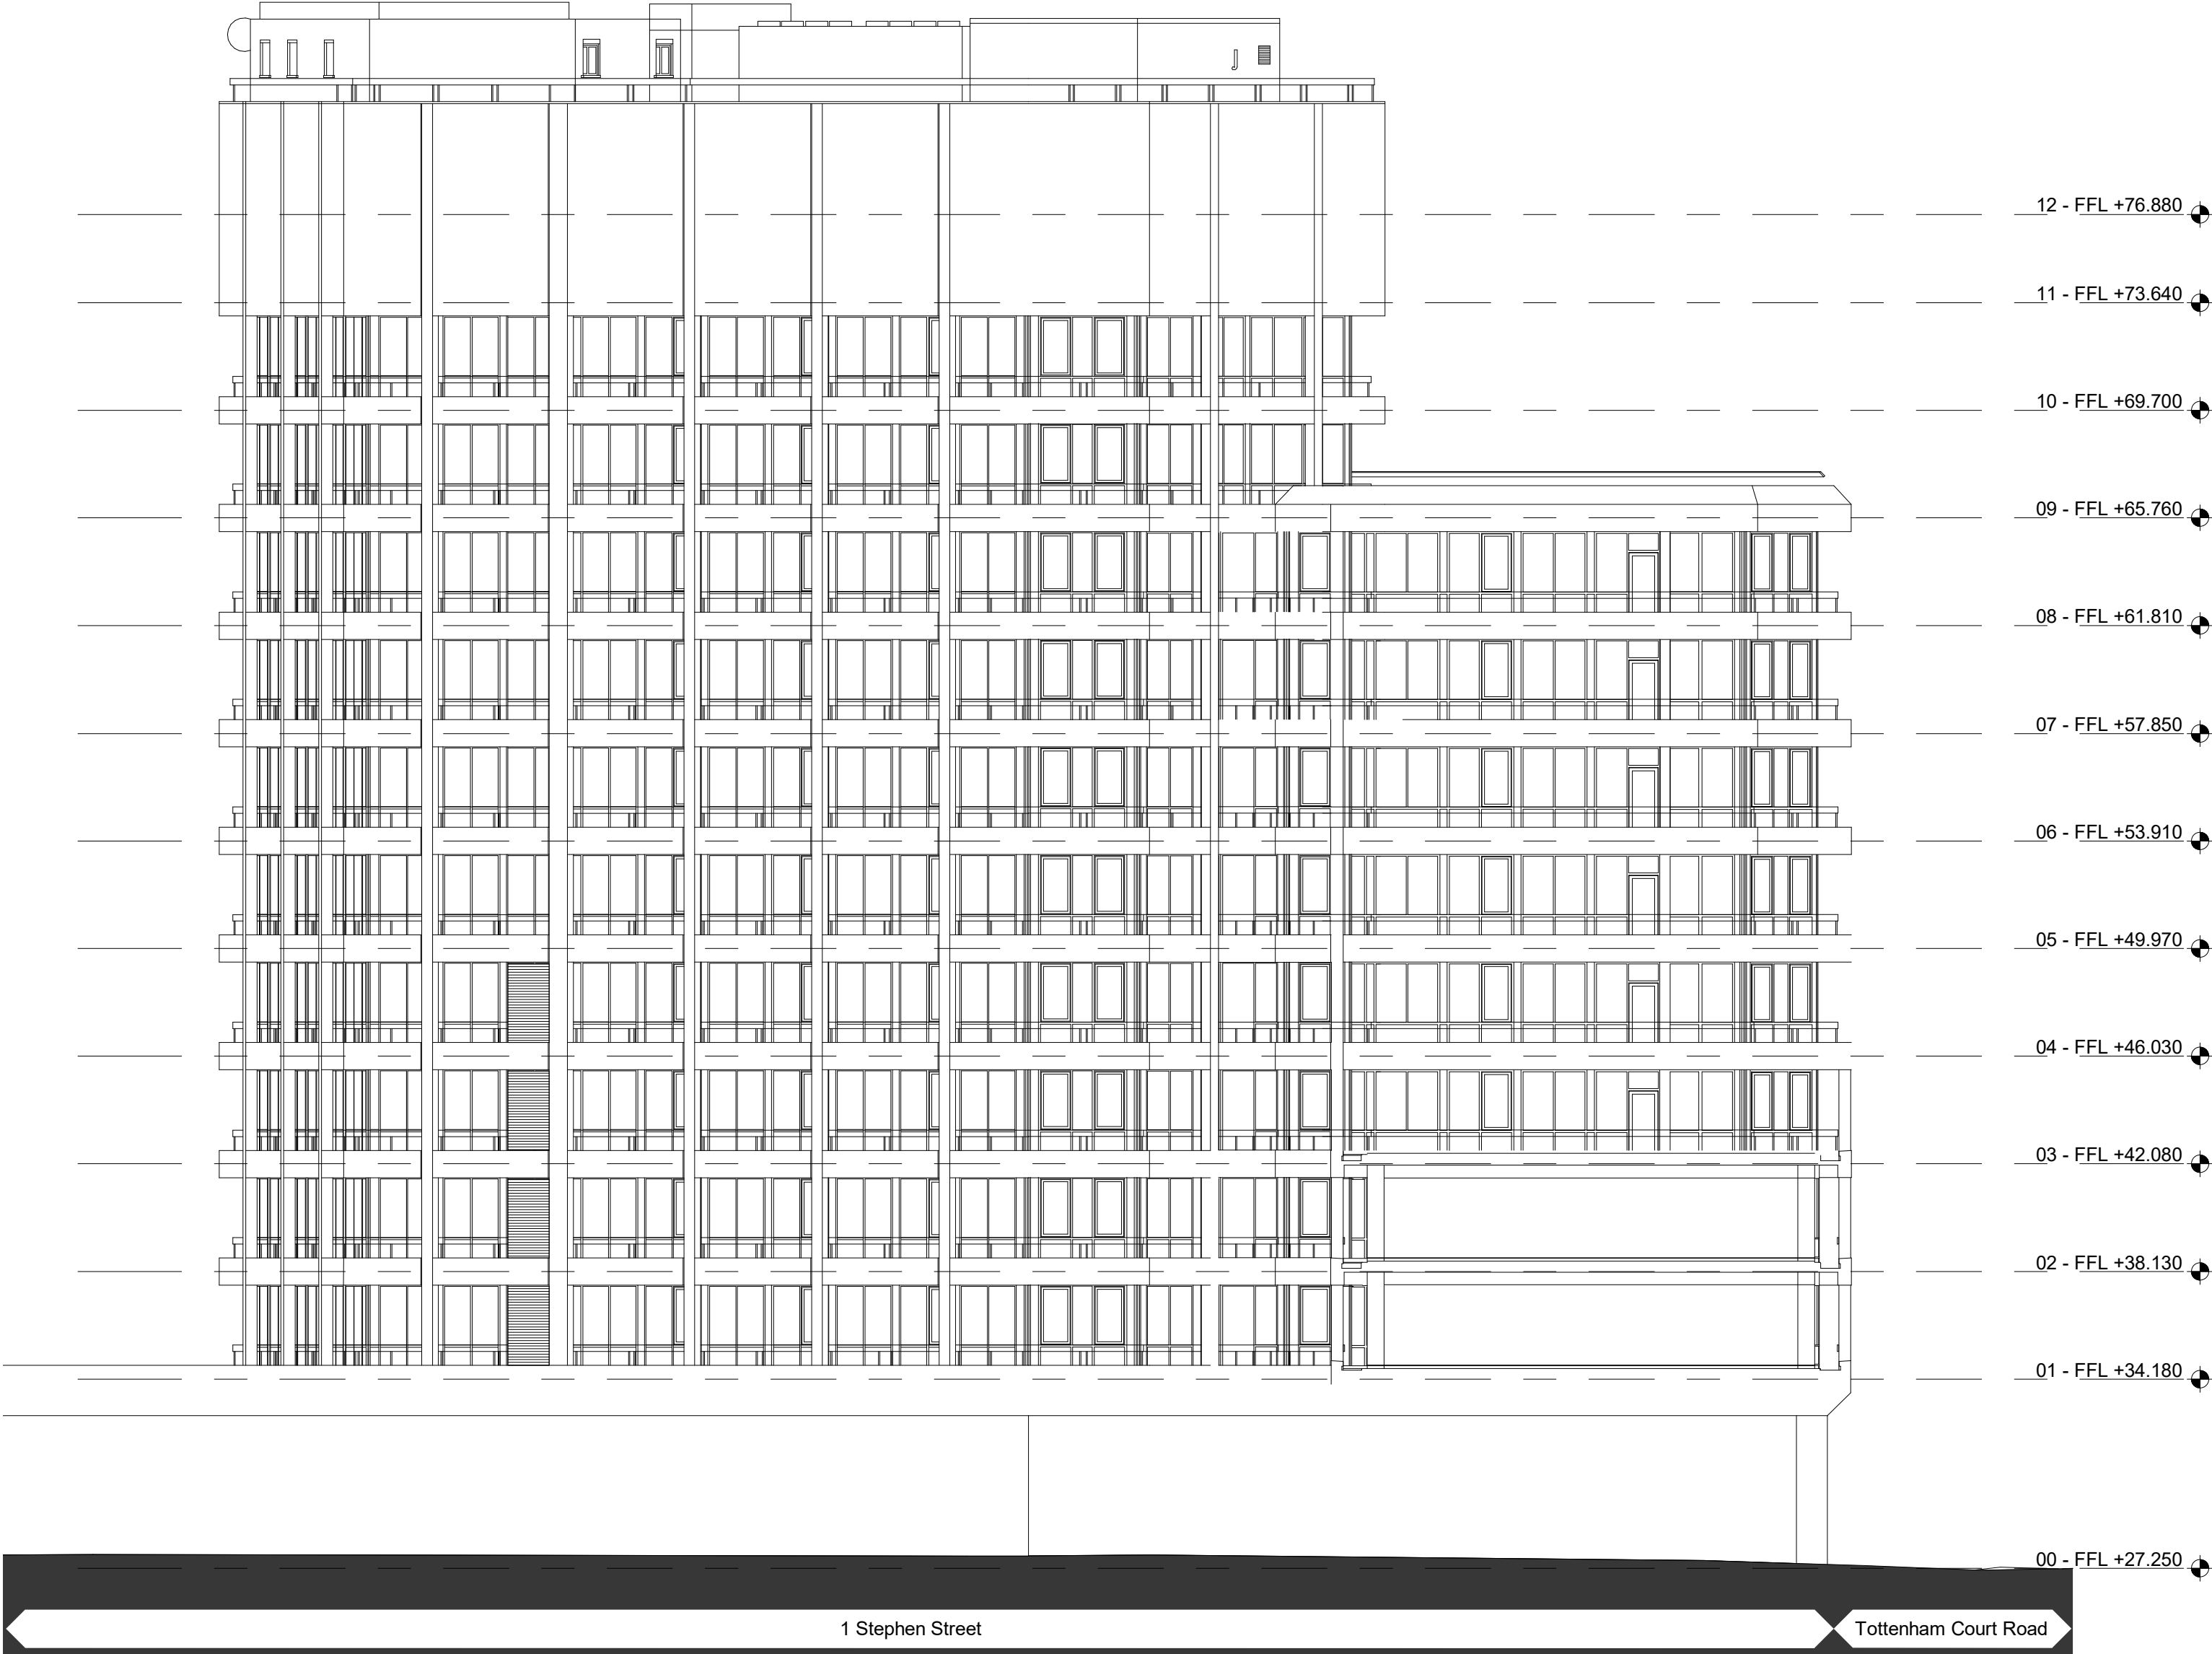 12 - FFL +76.880
11 - FFL +73.640
10 - FFL +69.700
09 - FFL +65.760
08 - FFL +61.810
07 - FFL +57.850
06 - FFL +53.910
05 - FFL +49.970
04 - FFL +46.030
03 - FFL +42.080
02 - FFL +38.130
01 - FFL +34.180
00 - FFL +27.250
1 Stephen Street
Tottenham Court Road